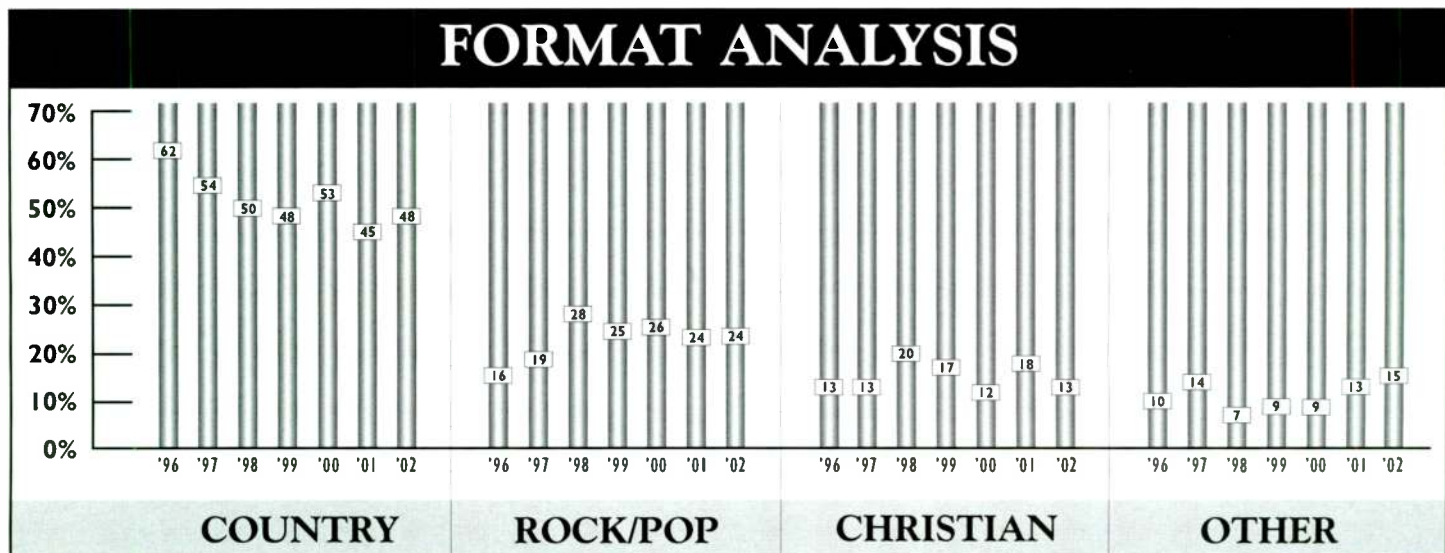 FORMAT ANALYSIS
70%
60%
50%
40%
30%
20%
10%
0%
62 54 50 48 53 45 48
16 19 28 25 26 24 24
13 13 20 17 12 18 13
10 14 7 9 9 13 15
'96 '97 '98 '99 '00 '01 '02 '96 '97 '98 '99 '00 '01 '02 '96 '97 '98 '99 '00 '01 '02 '96 '97 '98 '99 '00 '01 '02
COUNTRY ROCK/POP CHRISTIAN OTHER